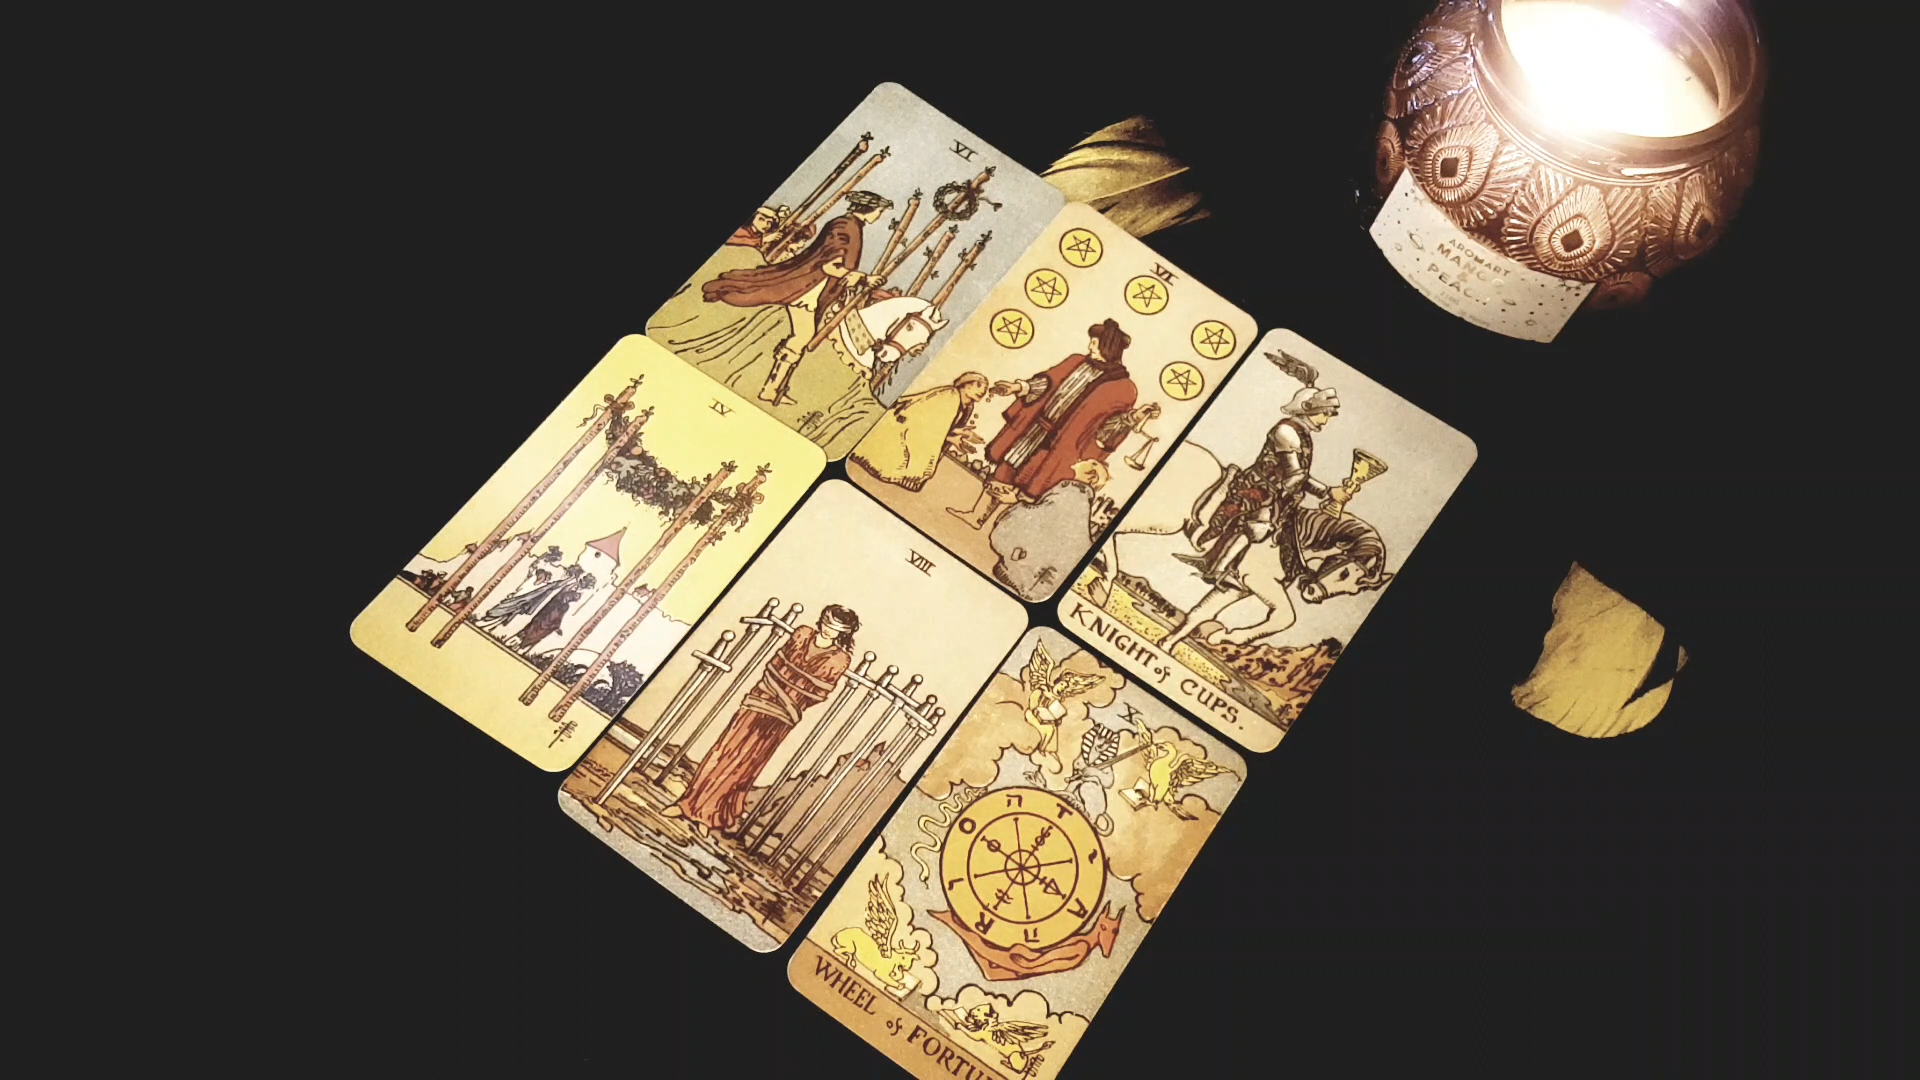 VI
VI
IV
VIII
KNIGHT of CUPS.
X
T
A
R
O
ה
ה
WHEEL of FORTU
AROMART
MANGO
&
PEACH